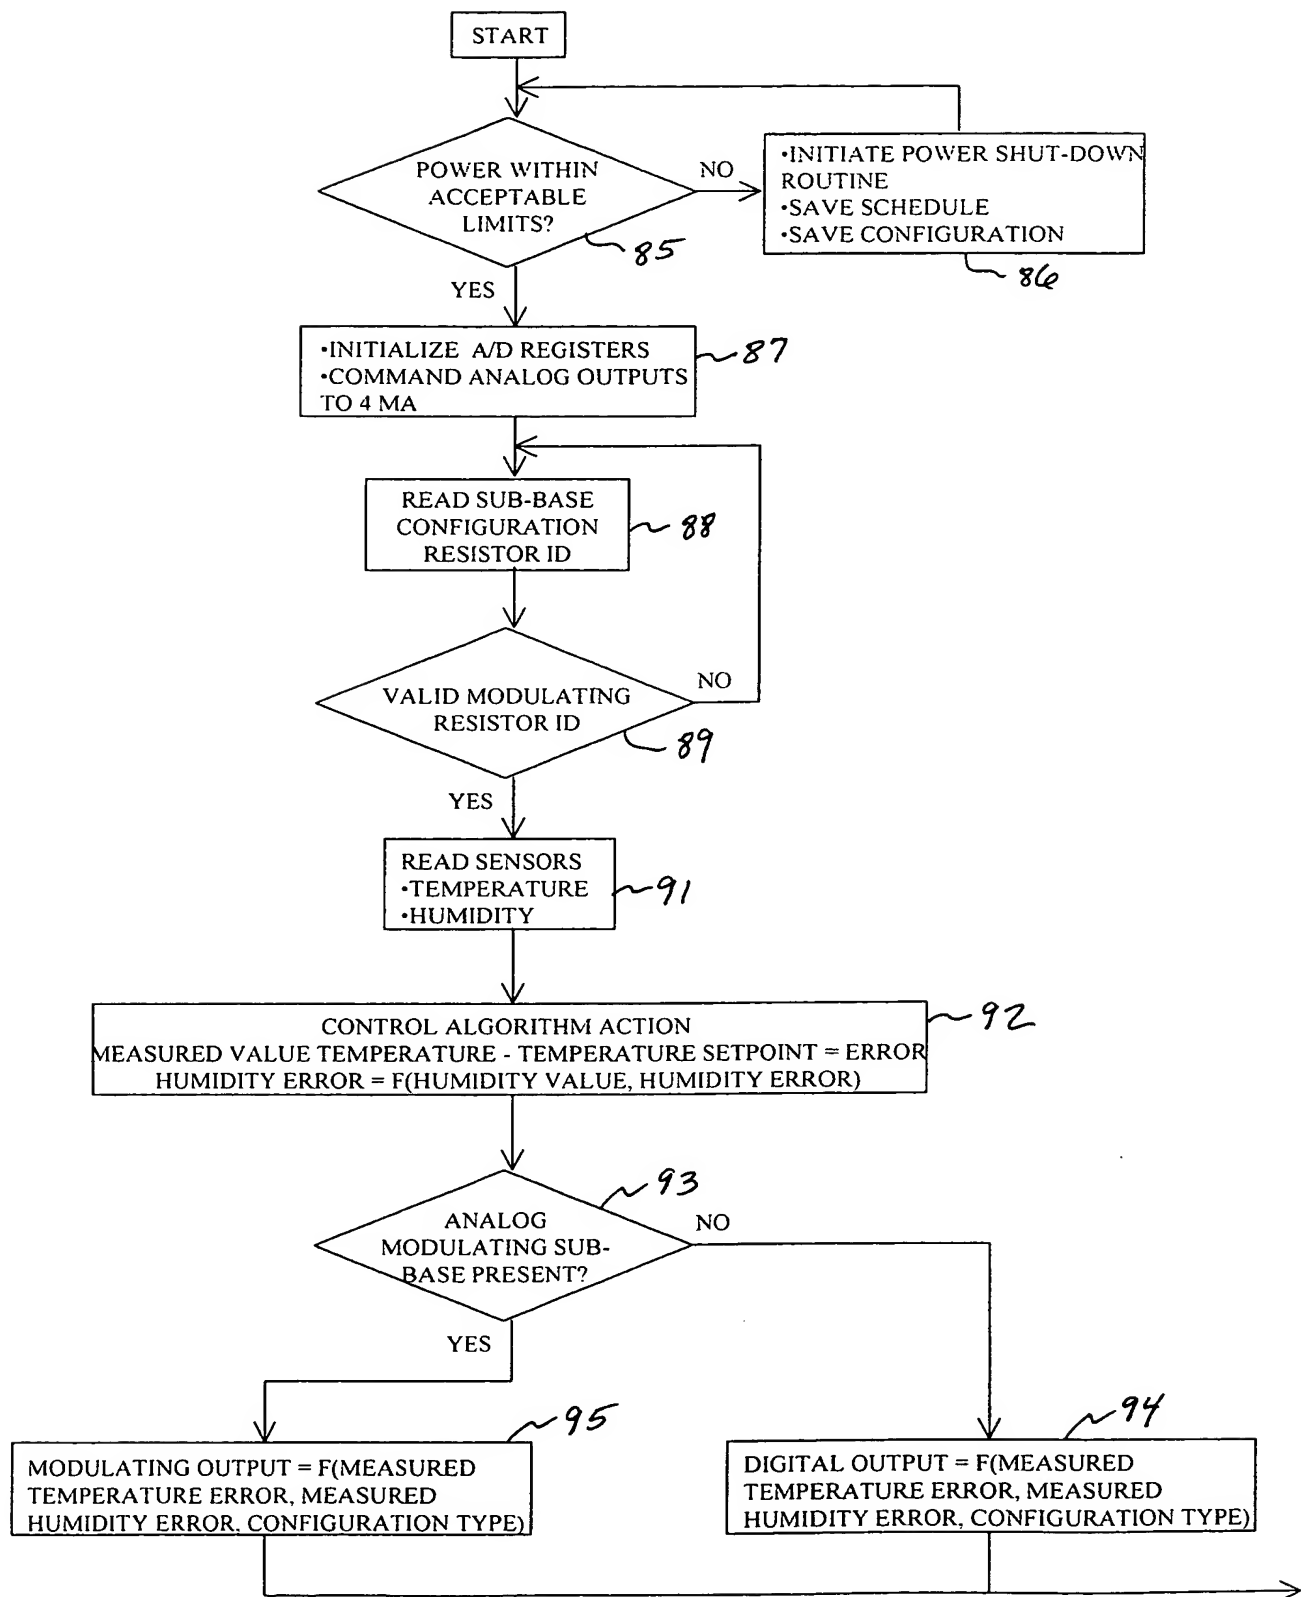 START
POWER WITHIN
ACCEPTABLE
LIMITS?
NO
85
•INITIATE POWER SHUT-DOWN
ROUTINE
•SAVE SCHEDULE
•SAVE CONFIGURATION
86
YES
•INITIALIZE A/D REGISTERS
•COMMAND ANALOG OUTPUTS
TO 4 MA
87
READ SUB-BASE
CONFIGURATION
RESISTOR ID
88
VALID MODULATING
RESISTOR ID
NO
89
YES
READ SENSORS
•TEMPERATURE
•HUMIDITY
91
CONTROL ALGORITHM ACTION
MEASURED VALUE TEMPERATURE - TEMPERATURE SETPOINT = ERROR
HUMIDITY ERROR = F(HUMIDITY VALUE, HUMIDITY ERROR)
92
93
ANALOG
MODULATING SUB-
BASE PRESENT?
NO
YES
95
MODULATING OUTPUT = F(MEASURED
TEMPERATURE ERROR, MEASURED
HUMIDITY ERROR, CONFIGURATION TYPE)
94
DIGITAL OUTPUT = F(MEASURED
TEMPERATURE ERROR, MEASURED
HUMIDITY ERROR, CONFIGURATION TYPE)